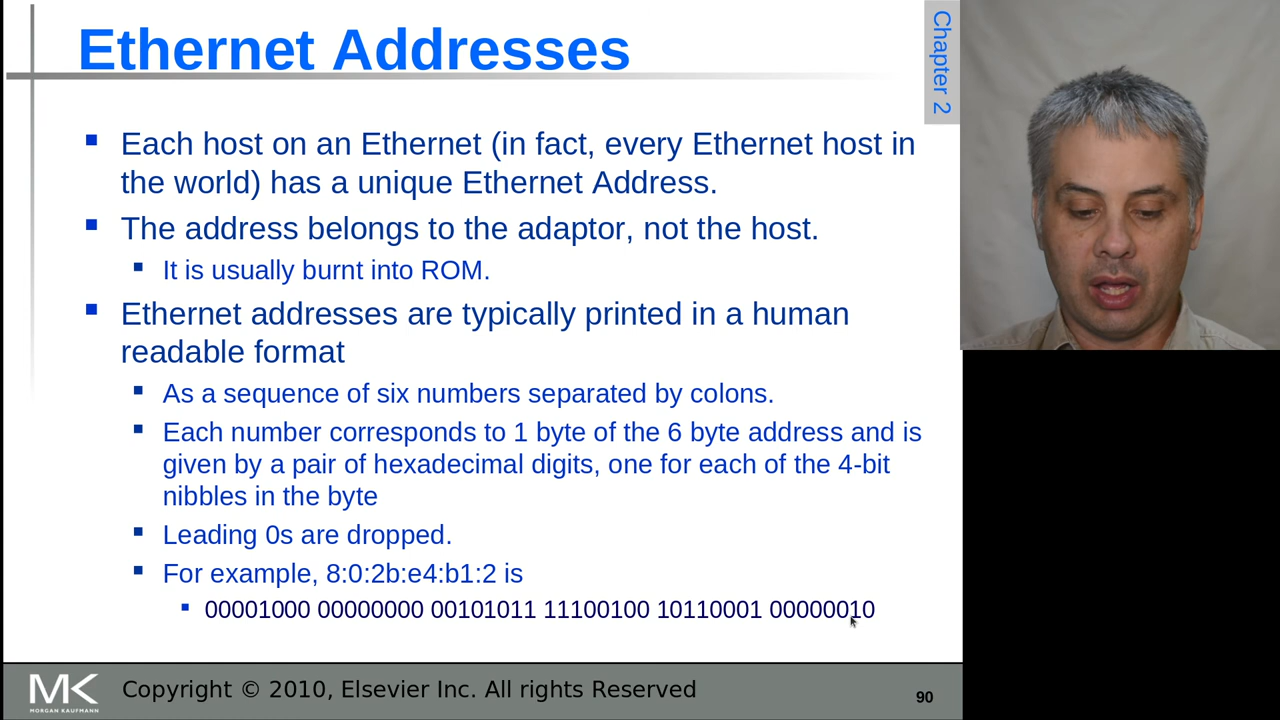 Ethernet Addresses
Chapter 2
Each host on an Ethernet (in fact, every Ethernet host in
the world) has a unique Ethernet Address.
The address belongs to the adaptor, not the host.
It is usually burnt into ROM.
Ethernet addresses are typically printed in a human
readable format
As a sequence of six numbers separated by colons.
Each number corresponds to 1 byte of the 6 byte address and is
given by a pair of hexadecimal digits, one for each of the 4-bit
nibbles in the byte
Leading 0s are dropped.
For example, 8:0:2b:e4:b1:2 is
00001000 00000000 00101011 11100100 10110001 00000010
MK
MORGAN KAUFMANN
Copyright © 2010, Elsevier Inc. All rights Reserved
90